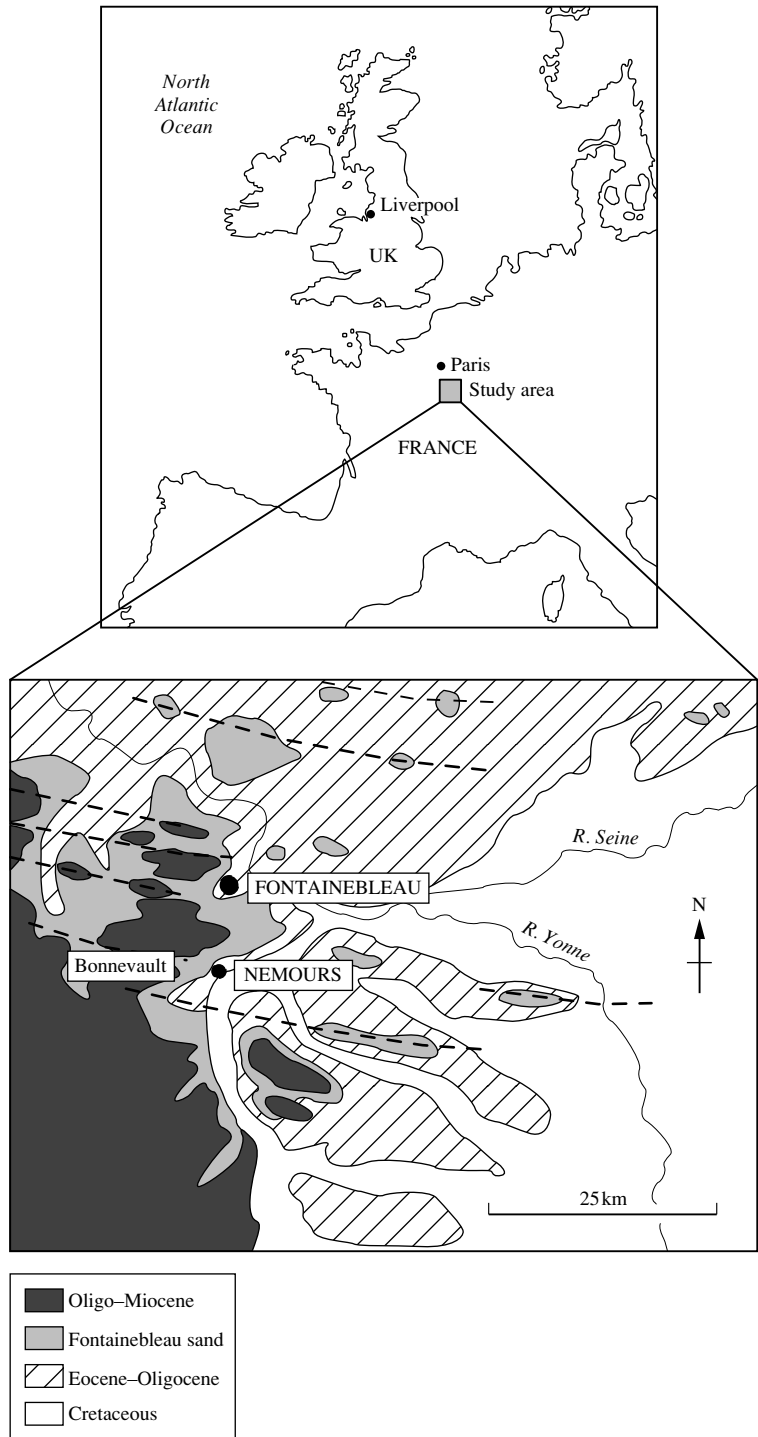 North
Atlantic
Ocean
Liverpool
UK
Paris
Study area
FRANCE
R. Seine
FONTAINEBLEAU
N
R. Yonne
Bonnevault
NEMOURS
25 km
Oligo–Miocene
Fontainebleau sand
Eocene–Oligocene
Cretaceous